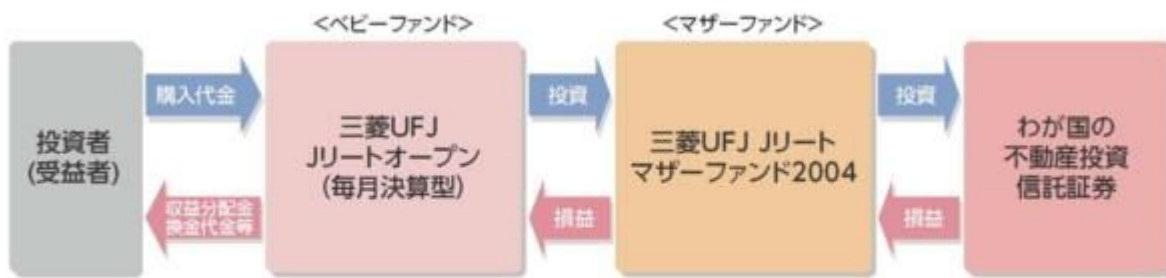 <ベビーファンド>
<マザーファンド>
投資者
(受益者)
購入代金
収益分配金
換金代金等
三菱UFJ
Jリートオープン
(毎月決算型)
投資
損益
三菱UFJ Jリート
マザーファンド2004
投資
損益
わが国の
不動産投資
信託証券